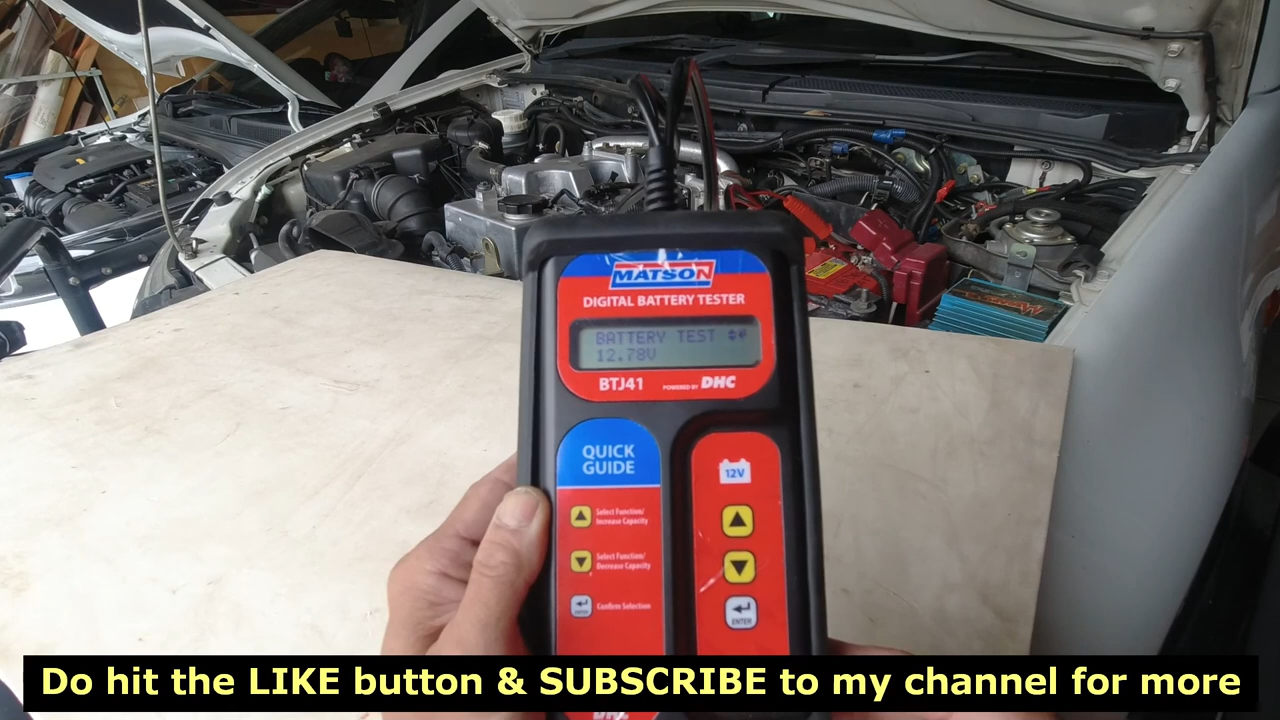 MATSON
DIGITAL BATTERY TESTER
BATTERY TEST
12.78V
BTJ41 POWERED BY DHC
QUICK
GUIDE
12V
Select Function/
Increase Capacity
Select Function/
Decrease Capacity
Confirm Selection
ENTER
ENTER
Do hit the LIKE button & SUBSCRIBE to my channel for more